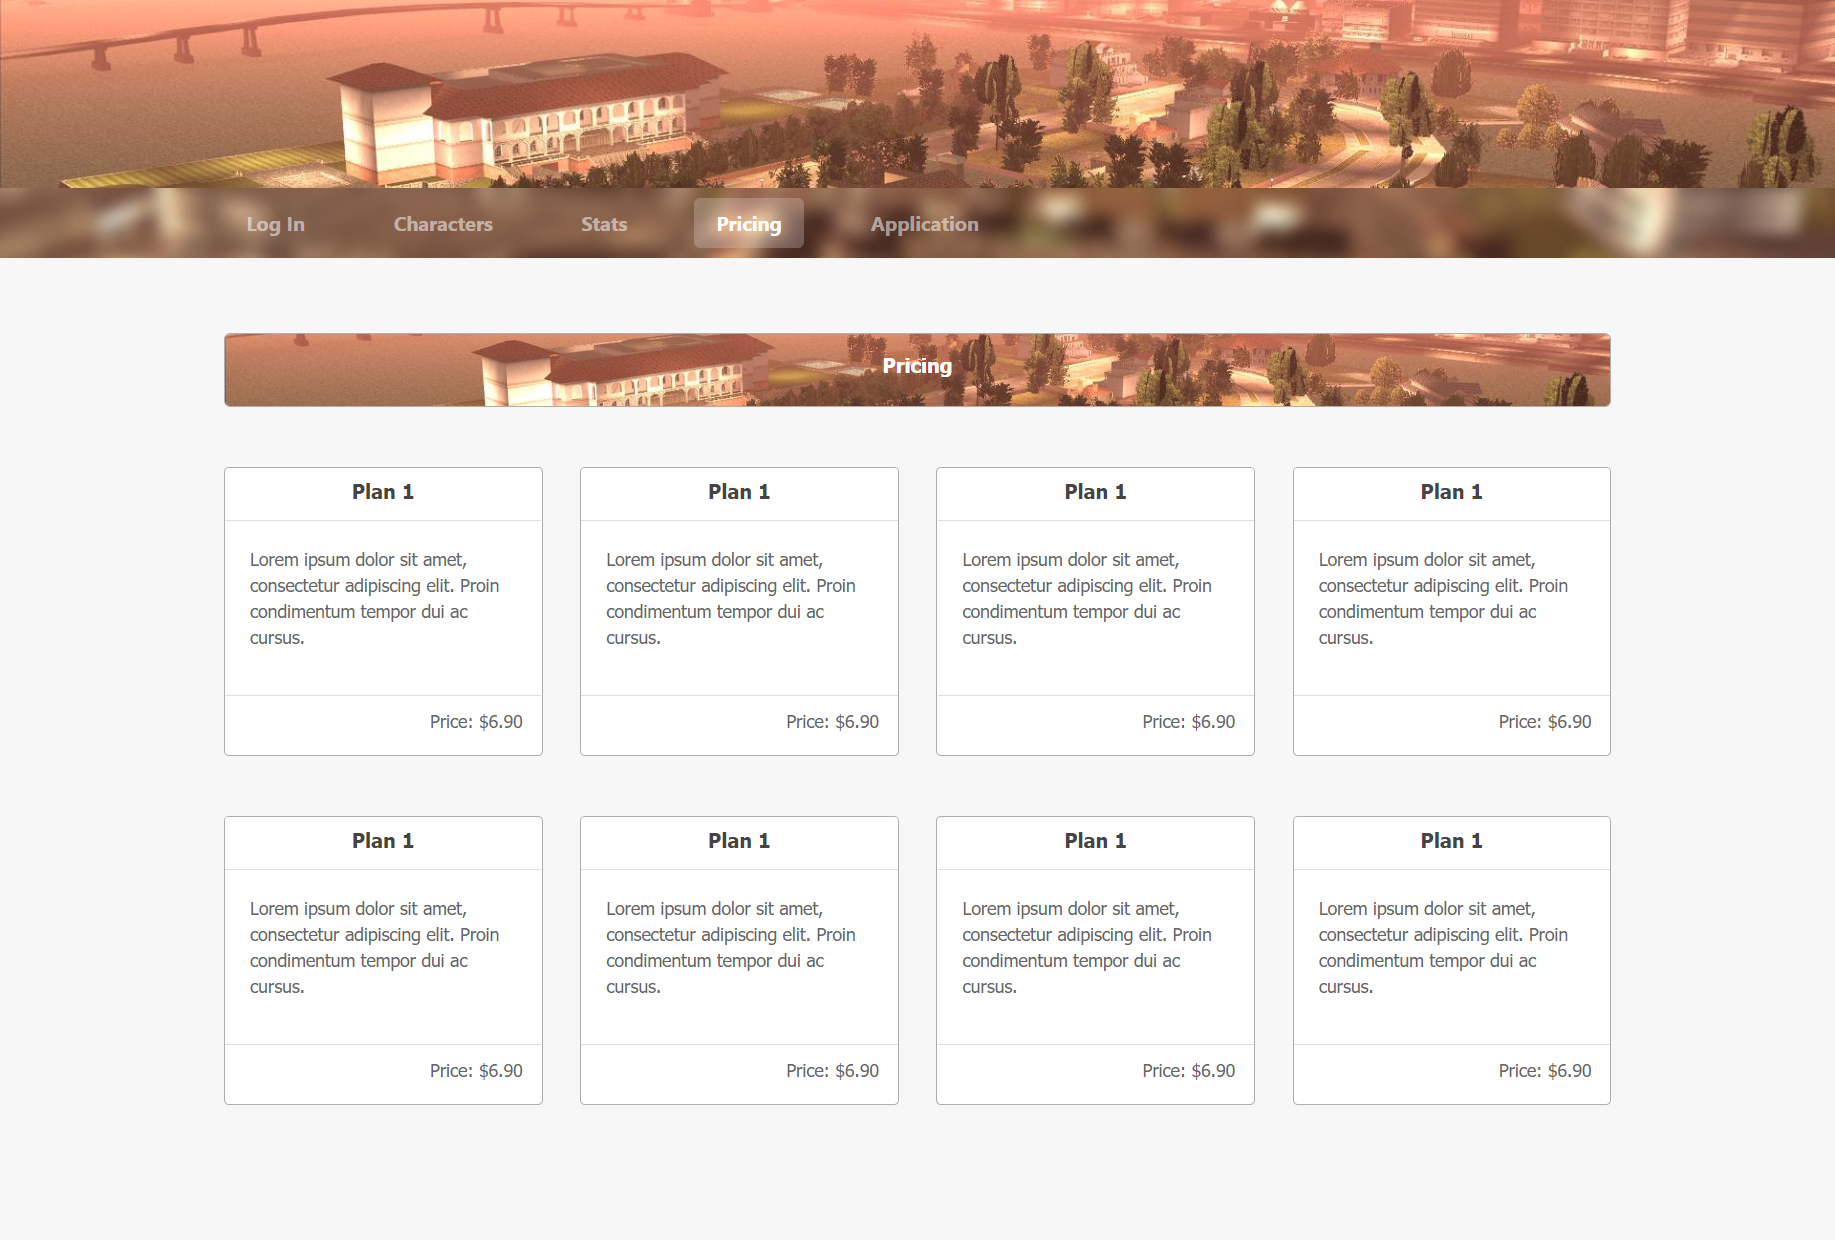 Log In Characters Stats Pricing Application
Pricing
Plan 1
Lorem ipsum dolor sit amet,
consectetur adipiscing elit. Proin
condimentum tempor dui ac
cursus.
Price: $6.90
Plan 1
Lorem ipsum dolor sit amet,
consectetur adipiscing elit. Proin
condimentum tempor dui ac
cursus.
Price: $6.90
Plan 1
Lorem ipsum dolor sit amet,
consectetur adipiscing elit. Proin
condimentum tempor dui ac
cursus.
Price: $6.90
Plan 1
Lorem ipsum dolor sit amet,
consectetur adipiscing elit. Proin
condimentum tempor dui ac
cursus.
Price: $6.90
Plan 1
Lorem ipsum dolor sit amet,
consectetur adipiscing elit. Proin
condimentum tempor dui ac
cursus.
Price: $6.90
Plan 1
Lorem ipsum dolor sit amet,
consectetur adipiscing elit. Proin
condimentum tempor dui ac
cursus.
Price: $6.90
Plan 1
Lorem ipsum dolor sit amet,
consectetur adipiscing elit. Proin
condimentum tempor dui ac
cursus.
Price: $6.90
Plan 1
Lorem ipsum dolor sit amet,
consectetur adipiscing elit. Proin
condimentum tempor dui ac
cursus.
Price: $6.90